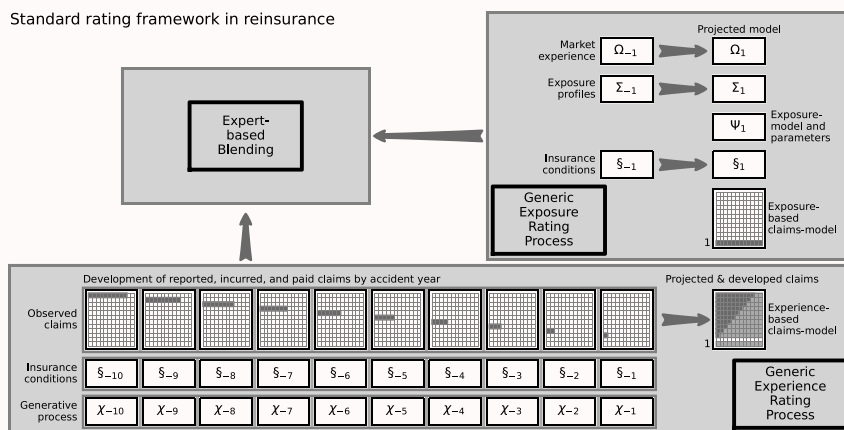 Standard rating framework in reinsurance
Projected model
Market
experience
Ω₋₁
Ω₁
Exposure
profiles
Σ₋₁
Σ₁
Ψ₁
Exposure-
model and
parameters
Insurance
conditions
§₋₁
§₁
Generic
Exposure
Rating
Process
1
Exposure-
based
claims-model
Expert-
based
Blending
Development of reported, incurred, and paid claims by accident year
Projected & developed claims
Observed
claims
1
Experience-
based
claims-model
Insurance
conditions
§₋₁₀ §₋₉ §₋₈ §₋₇ §₋₆ §₋₅ §₋₄ §₋₃ §₋₂ §₋₁
Generative
process
χ₋₁₀ χ₋₉ χ₋₈ χ₋₇ χ₋₆ χ₋₅ χ₋₄ χ₋₃ χ₋₂ χ₋₁
Generic
Experience
Rating
Process